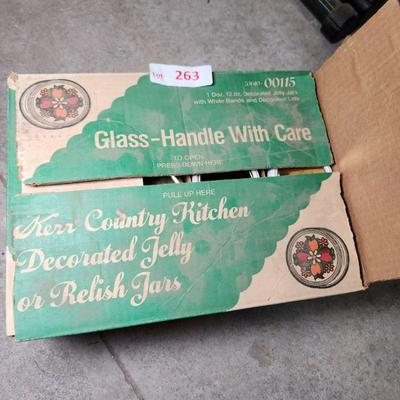 Lot 263
00115
1 Doz. 12 oz. Decorated Jelly Jars
with White Bands and Decorated Lids
Glass-Handle With Care
TO OPEN
PRESS DOWN HERE
PULL UP HERE
Kerr Country Kitchen
Decorated Jelly
or Relish Jars